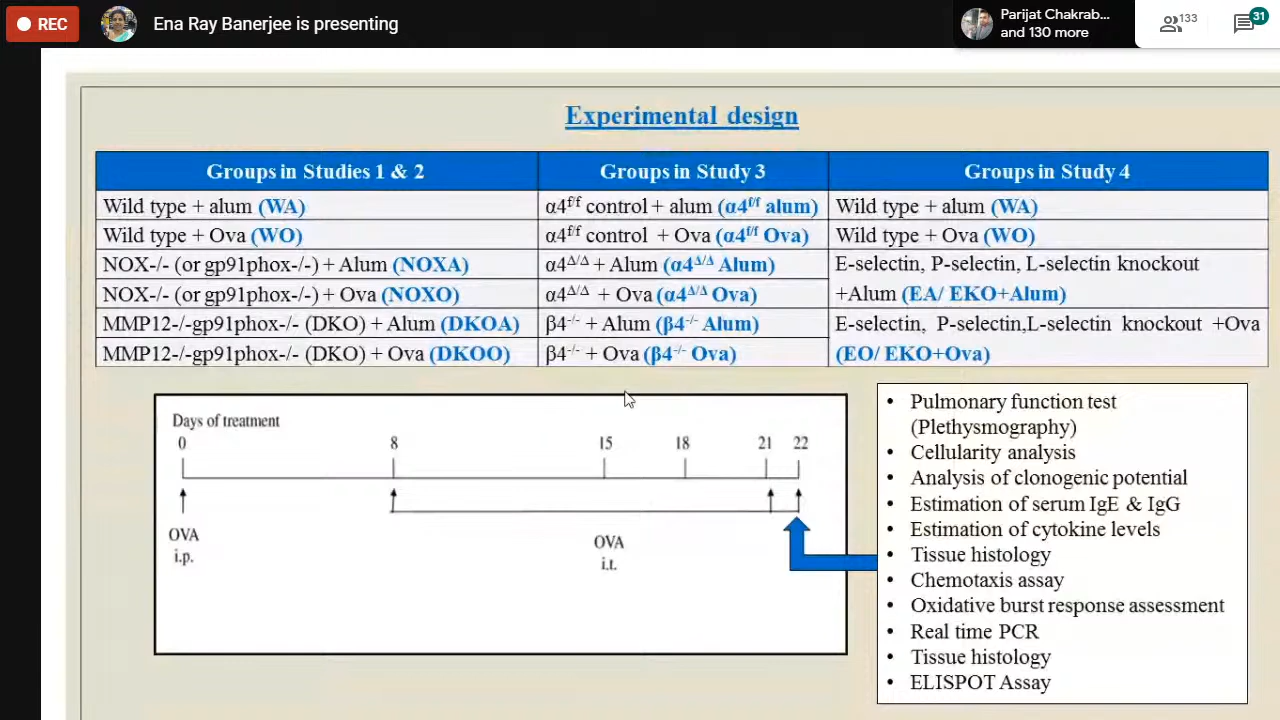 REC
Ena Ray Banerjee is presenting
Parijat Chakrab...
and 130 more
133
31
Experimental design
Groups in Studies 1 & 2
Groups in Study 3
Groups in Study 4
Wild type + alum (WA)
α4f/f control + alum (α4f/f alum)
Wild type + alum (WA)
Wild type + Ova (WO)
α4f/f control + Ova (α4f/f Ova)
Wild type + Ova (WO)
NOX-/- (or gp91phox-/-) + Alum (NOXA)
α4Δ/Δ + Alum (α4Δ/Δ Alum)
E-selectin, P-selectin, L-selectin knockout
NOX-/- (or gp91phox-/-) + Ova (NOXO)
α4Δ/Δ + Ova (α4Δ/Δ Ova)
+Alum (EA/ EKO+Alum)
MMP12-/-gp91phox-/- (DKO) + Alum (DKOA)
β4-/- + Alum (β4-/- Alum)
E-selectin, P-selectin,L-selectin knockout +Ova
MMP12-/-gp91phox-/- (DKO) + Ova (DKOO)
β4-/- + Ova (β4-/- Ova)
(EO/ EKO+Ova)
Days of treatment
0 8 15 18 21 22
OVA
i.p.
OVA
i.t.
• Pulmonary function test
(Plethysmography)
• Cellularity analysis
• Analysis of clonogenic potential
• Estimation of serum IgE & IgG
• Estimation of cytokine levels
• Tissue histology
• Chemotaxis assay
• Oxidative burst response assessment
• Real time PCR
• Tissue histology
• ELISPOT Assay